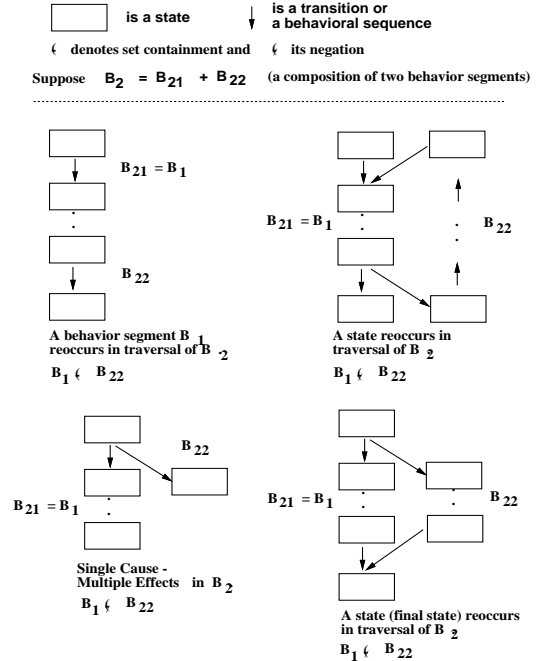 is a state
is a transition or
a behavioral sequence
denotes set containment and its negation
Suppose B2 = B21 + B22 (a composition of two behavior segments)
B21 = B1
B22
A behavior segment B1
reoccurs in traversal of B2
B1 B22
B21 = B1
B22
A state reoccurs in
traversal of B2
B1 B22
B22
B21 = B1
Single Cause -
Multiple Effects in B2
B1 B22
B21 = B1
B22
A state (final state) reoccurs
in traversal of B2
B1 B22